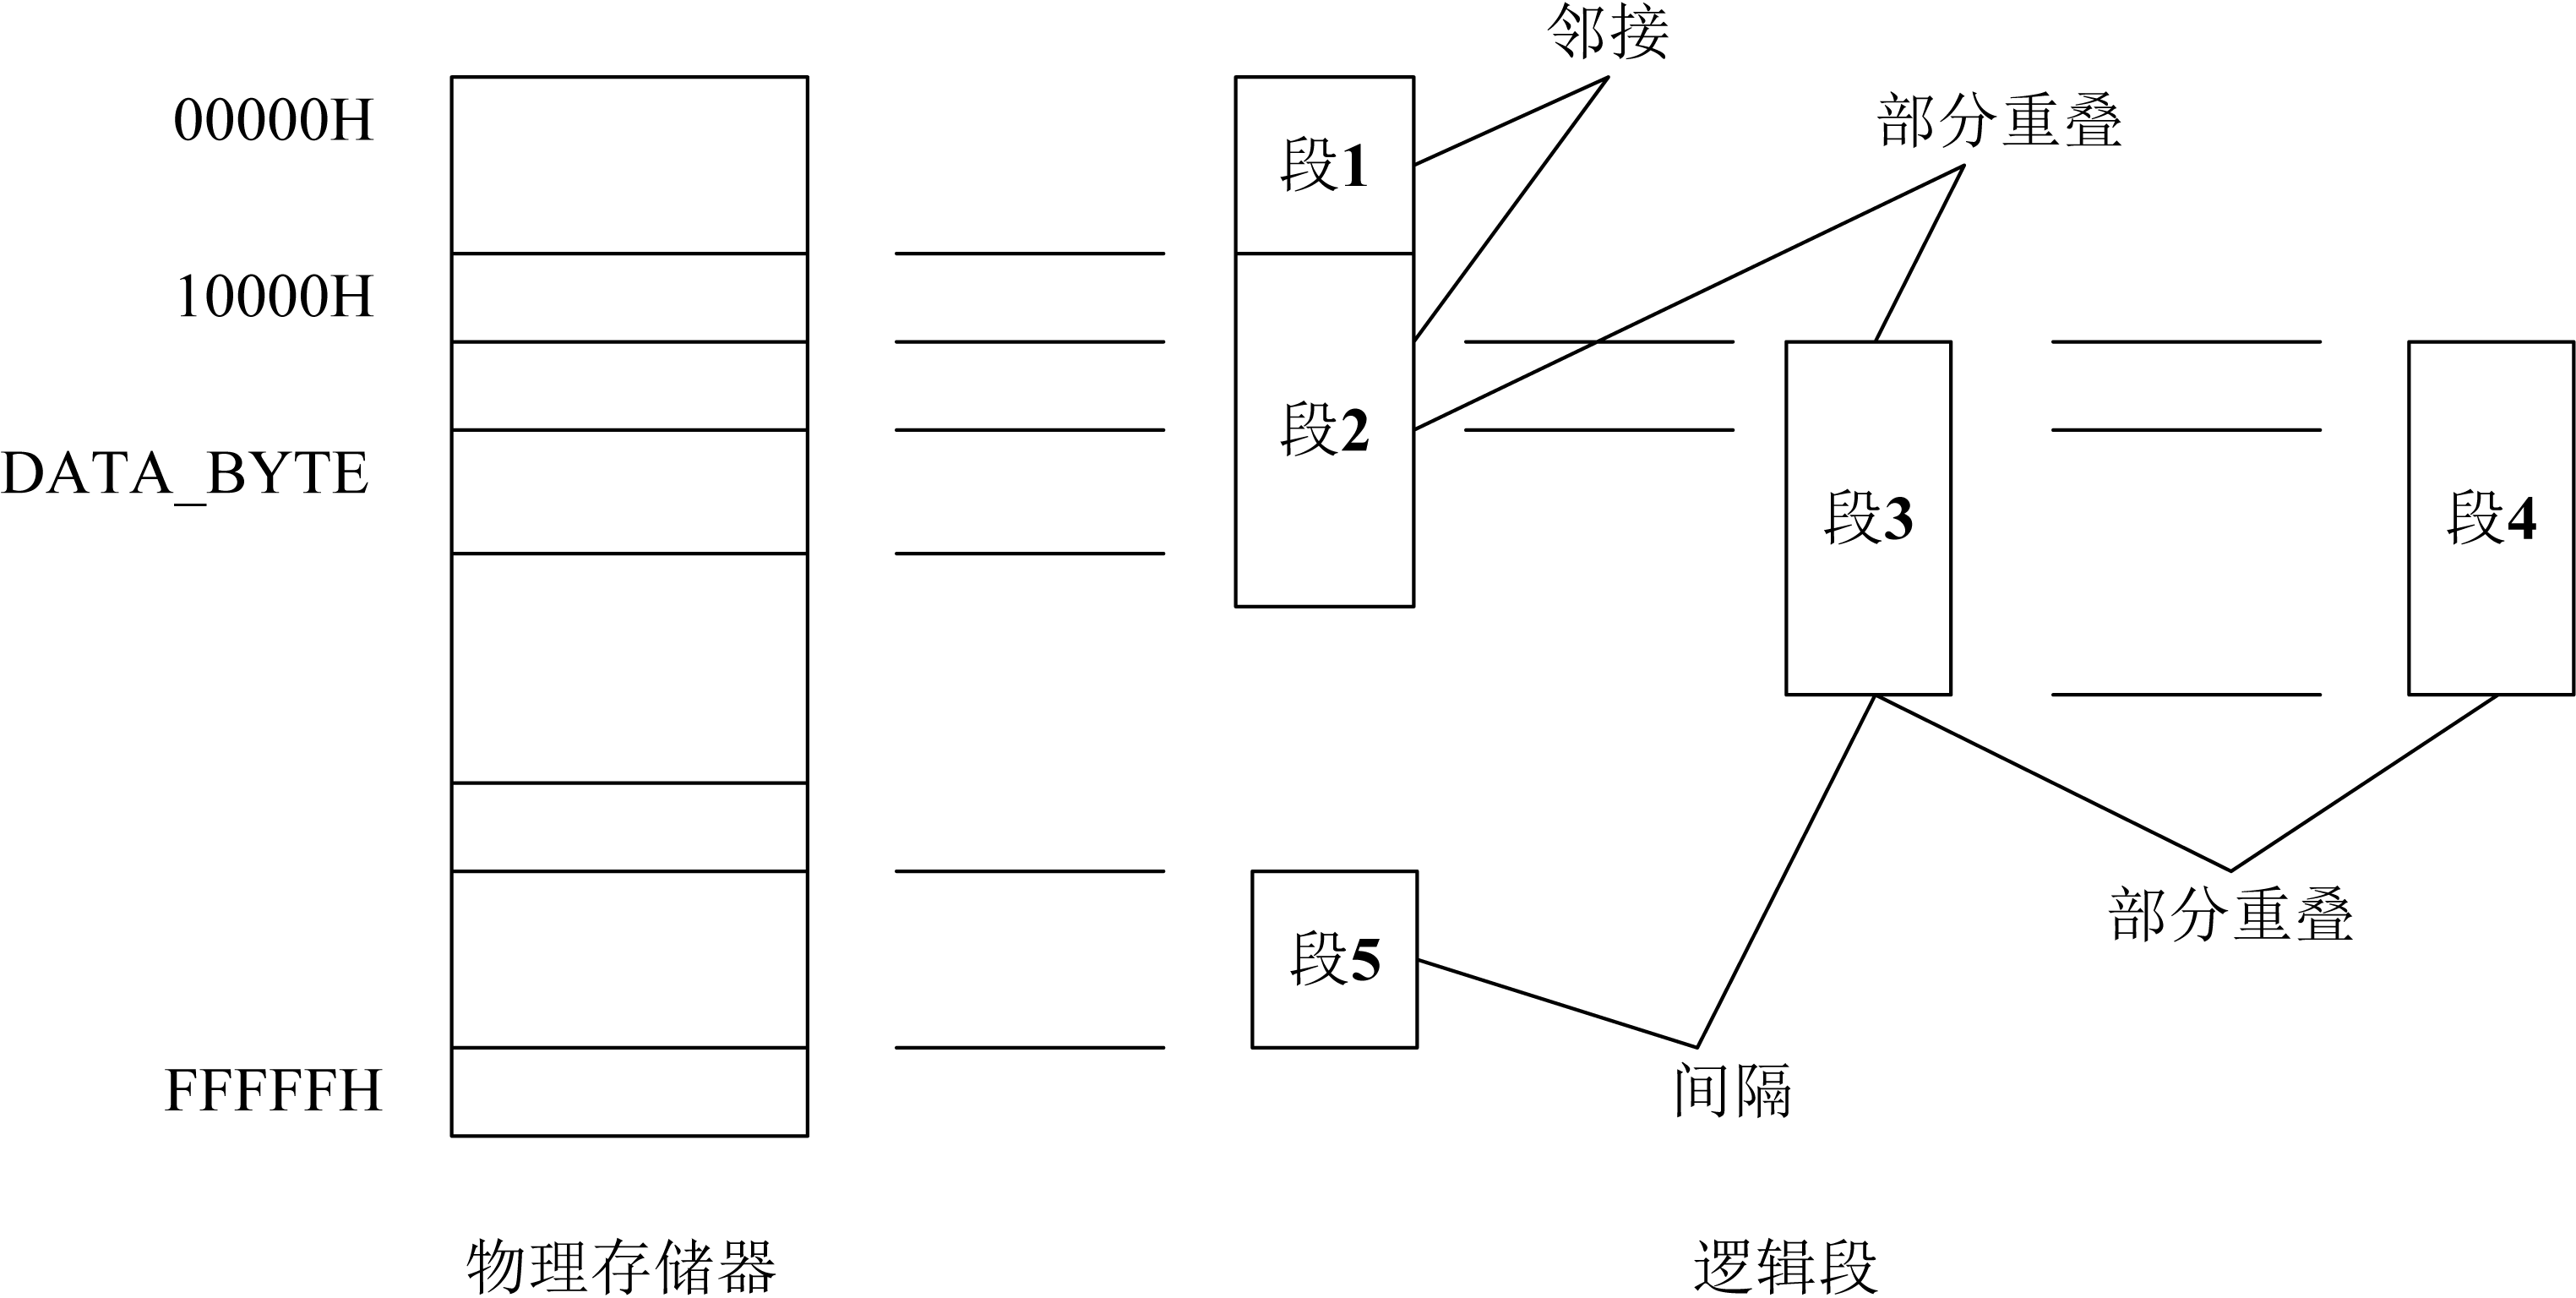 邻接
部分重叠
00000H
段1
10000H
段2
DATA_BYTE
段3
段4
段5
部分重叠
FFFFFH
间隔
物理存储器
逻辑段